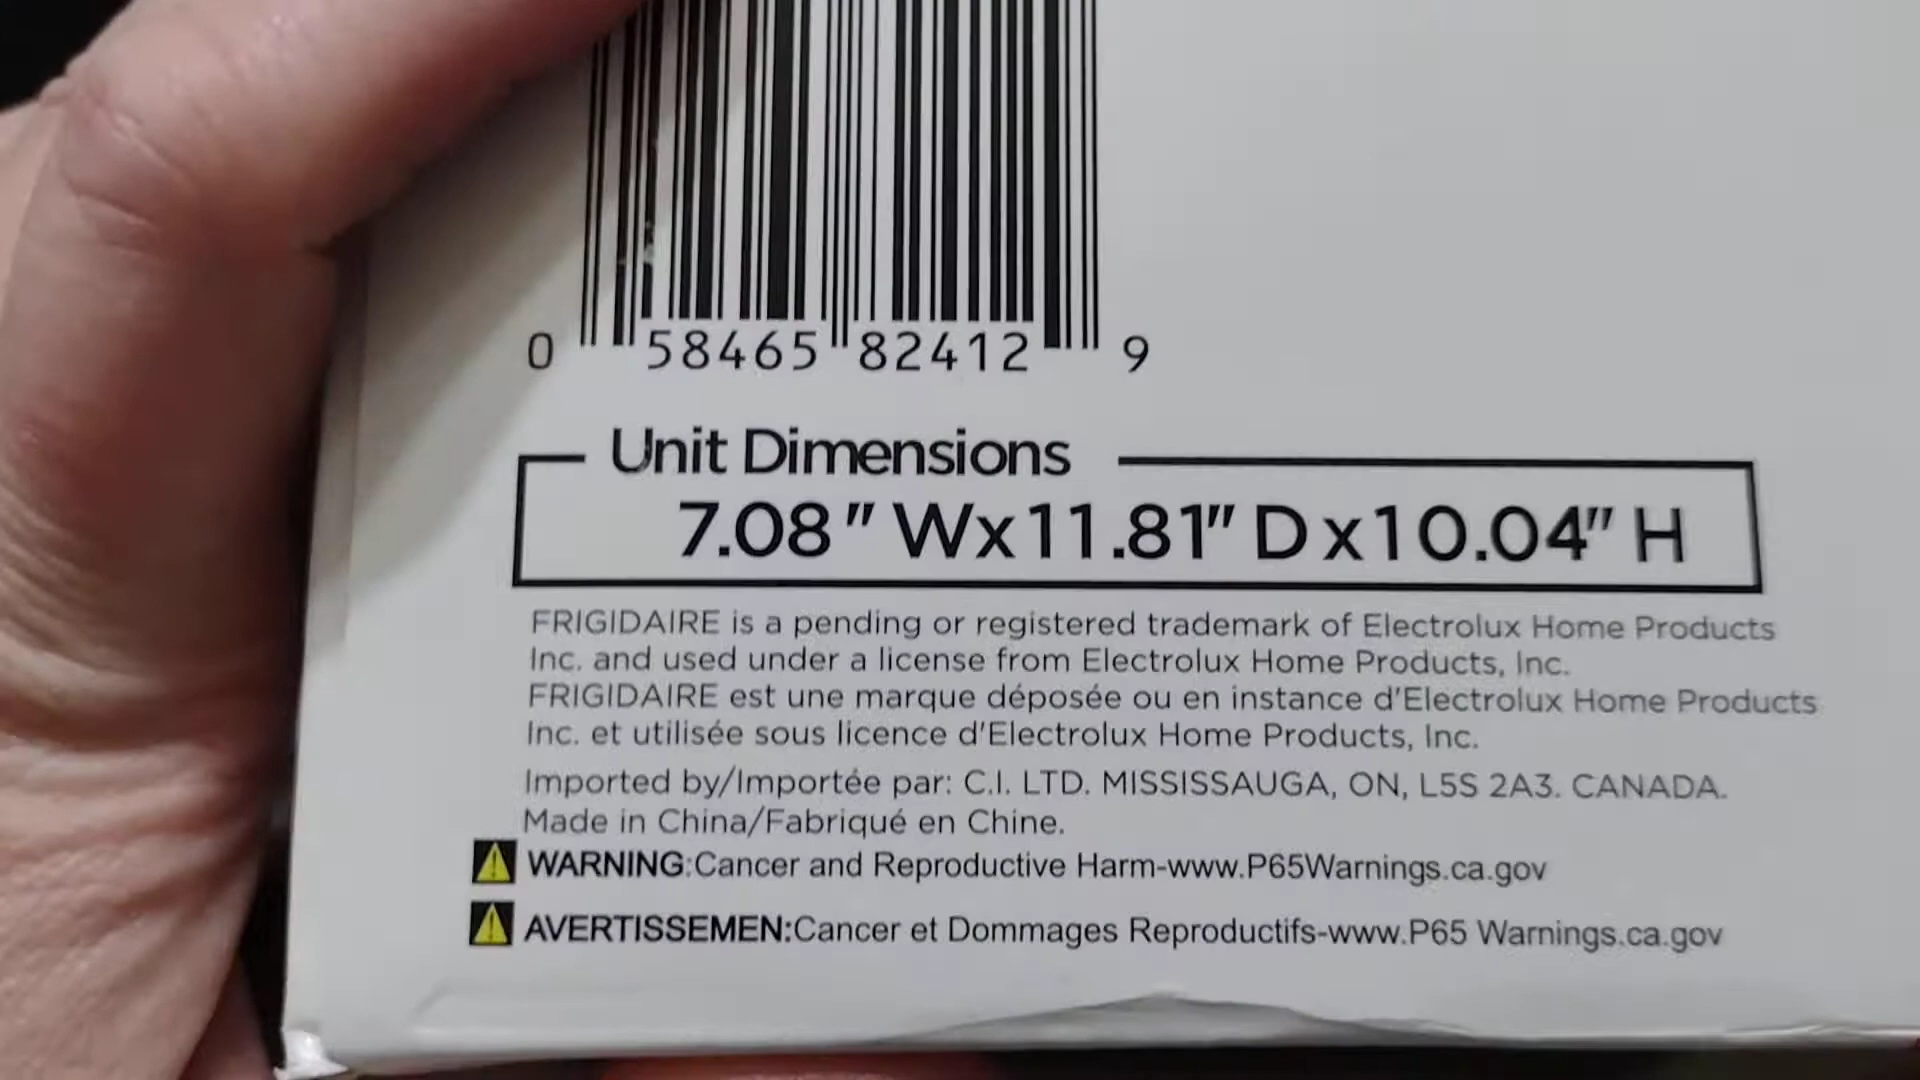 0 58465 82412 9
Unit Dimensions
7.08" W x 11.81" D x 10.04" H
FRIGIDAIRE is a pending or registered trademark of Electrolux Home Products
Inc. and used under a license from Electrolux Home Products, Inc.
FRIGIDAIRE est une marque déposée ou en instance d'Electrolux Home Products
Inc. et utilisée sous licence d'Electrolux Home Products, Inc.
Imported by/Importée par: C.I. LTD. MISSISSAUGA, ON, L5S 2A3. CANADA.
Made in China/Fabriqué en Chine.
WARNING:Cancer and Reproductive Harm-www.P65Warnings.ca.gov
AVERTISSEMEN:Cancer et Dommages Reproductifs-www.P65 Warnings.ca.gov